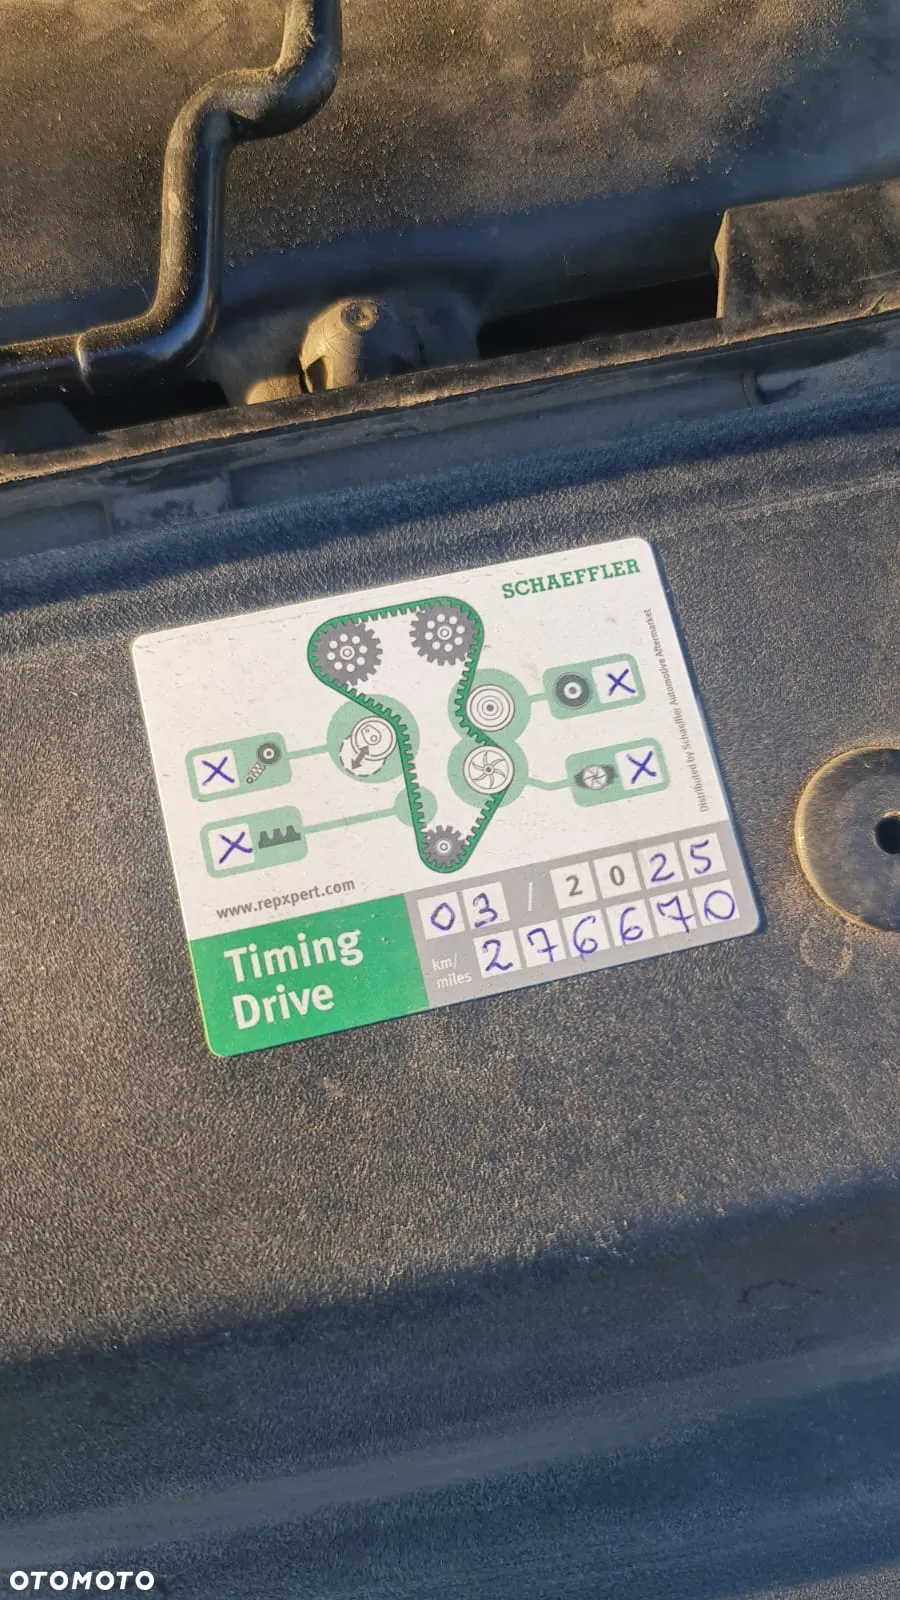 SCHAEFFLER
X
X
X
X
Distributed by Schaeffler Automotive Aftermarket
www.repxpert.com
03 / 2025
Timing
Drive
km/
miles
276670
OTOMOTO